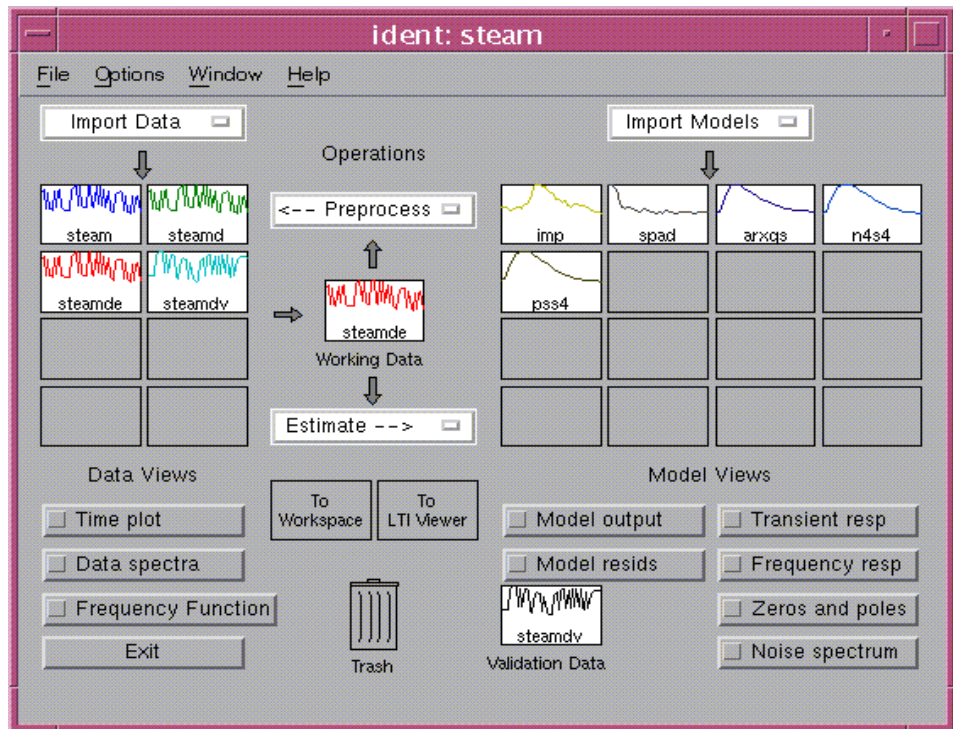 ident: steam
File Options Window Help
Import Data
Import Models
Operations
<-- Preprocess
steam
steamd
imp
spad
arxqs
n4s4
steamde
steamdv
steamde
pss4
Working Data
Estimate -->
Data Views
Model Views
To Workspace
To LTI Viewer
Time plot
Model output
Transient resp
Data spectra
Model resids
Frequency resp
Frequency Function
Zeros and poles
steamdv
Exit
Trash
Validation Data
Noise spectrum